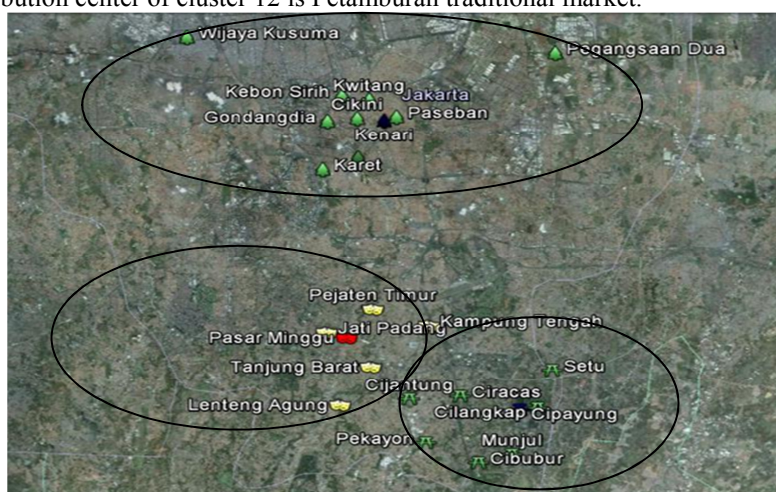 bution center of cluster 12 is Petamburan traditional market.
Wijaya Kusuma
Pegangsaan Dua
Kwitang
Kebon Sirih
Jakarta
Cikini
Gondangdia
Paseban
Kenari
Karet
Pejaten Timur
Kampung Tengah
Jati Padang
Pasar Minggu
Tanjung Barat
Setu
Cijantung
Ciracas
Lenteng Agung
Cilangkap
Cipayung
Pekayon
Munjul
Cibubur